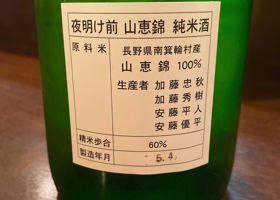 夜明け前 山恵錦 純米酒
原料米 長野県南箕輪村産
山恵錦 100%
生産者 加藤忠秋
加藤秀樹
安藤平人
安藤優平
精米歩合 60%
製造年月 5.4